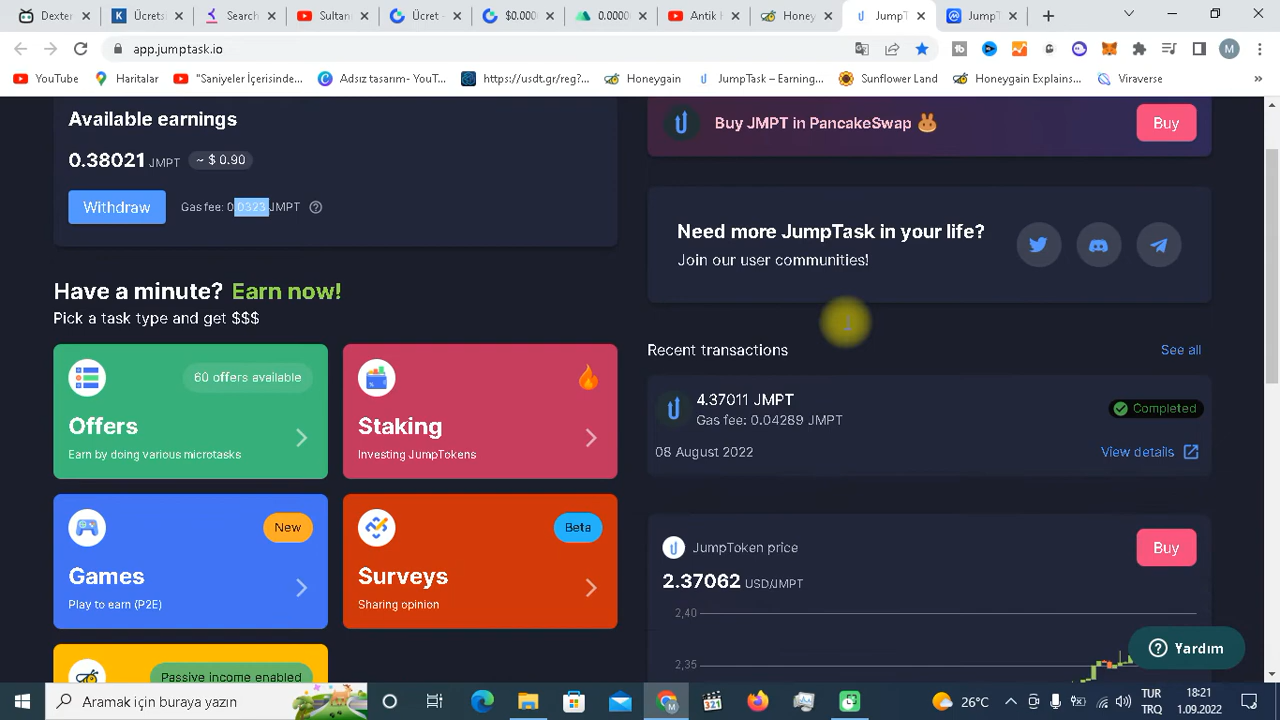 Dexter
Ücrets
Search
Sultan
Ücret -
$0.000
0.0000
Antik
Honey
JumpT
JumpT
app.jumptask.io
M
YouTube
Haritalar
"Saniyeler İçerisinde...
Adsız tasarım- YouT...
https://usdt.gr/reg?...
Honeygain
JumpTask – Earning...
Sunflower Land
Honeygain Explains...
Viraverse
»
Available earnings
0.38021 JMPT ~ $ 0.90
Withdraw
Gas fee: 0.0323 JMPT
Buy JMPT in PancakeSwap
Buy
Need more JumpTask in your life?
Join our user communities!
Have a minute? Earn now!
Pick a task type and get $$$
60 offers available
Offers
Earn by doing various microtasks
Staking
Investing JumpTokens
New
Games
Play to earn (P2E)
Beta
Surveys
Sharing opinion
Passive income enabled
Recent transactions
See all
4.37011 JMPT
Gas fee: 0.04289 JMPT
Completed
08 August 2022
View details
JumpToken price
Buy
2.37062 USD/JMPT
2,40
2,35
Yardım
Aramak için buraya yazın
26°C
TUR
TRQ
18:21
1.09.2022